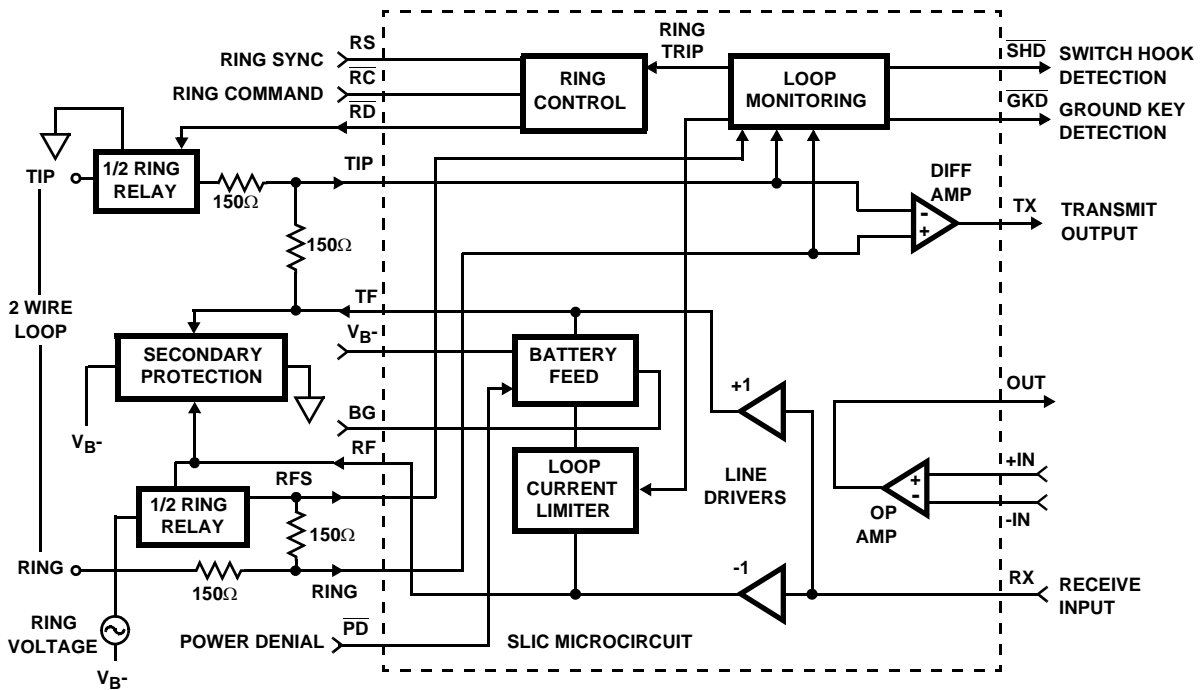 RING SYNC
RS
RING
TRIP
SHD
SWITCH HOOK
DETECTION
RING COMMAND
RC
RING
CONTROL
LOOP
MONITORING
RD
GKD
GROUND KEY
DETECTION
TIP
1/2 RING
RELAY
150Ω
TIP
DIFF
AMP
-
+
TX
TRANSMIT
OUTPUT
150Ω
2 WIRE
LOOP
TF
VB-
SECONDARY
PROTECTION
BATTERY
FEED
+1
OUT
VB-
BG
RF
RFS
LOOP
CURRENT
LIMITER
LINE
DRIVERS
+
-
OP
AMP
+IN
-IN
1/2 RING
RELAY
150Ω
RING
150Ω
RING
-1
RX
RECEIVE
INPUT
RING
VOLTAGE
VB-
POWER DENIAL
PD
SLIC MICROCIRCUIT